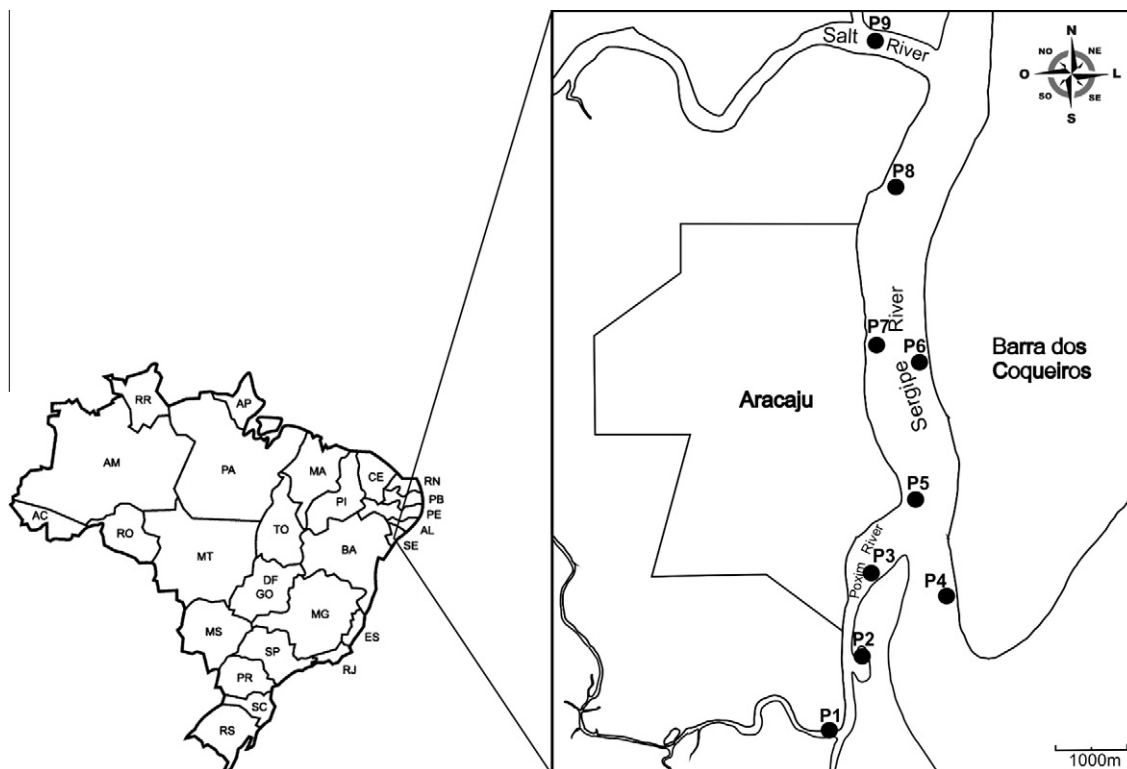 RR
AP
AM
PA
MA
CE
RN
PB
PE
AL
SE
PI
AC
RO
TO
MT
BA
DF
GO
MG
ES
MS
SP
RJ
PR
SC
RS
P9
Salt River
N
NO
NE
O
L
SO
SE
S
P8
P7
River
P6
Sergipe
Barra dos
Coqueiros
Aracaju
P5
Poxim River
P3
P4
P2
P1
1000m